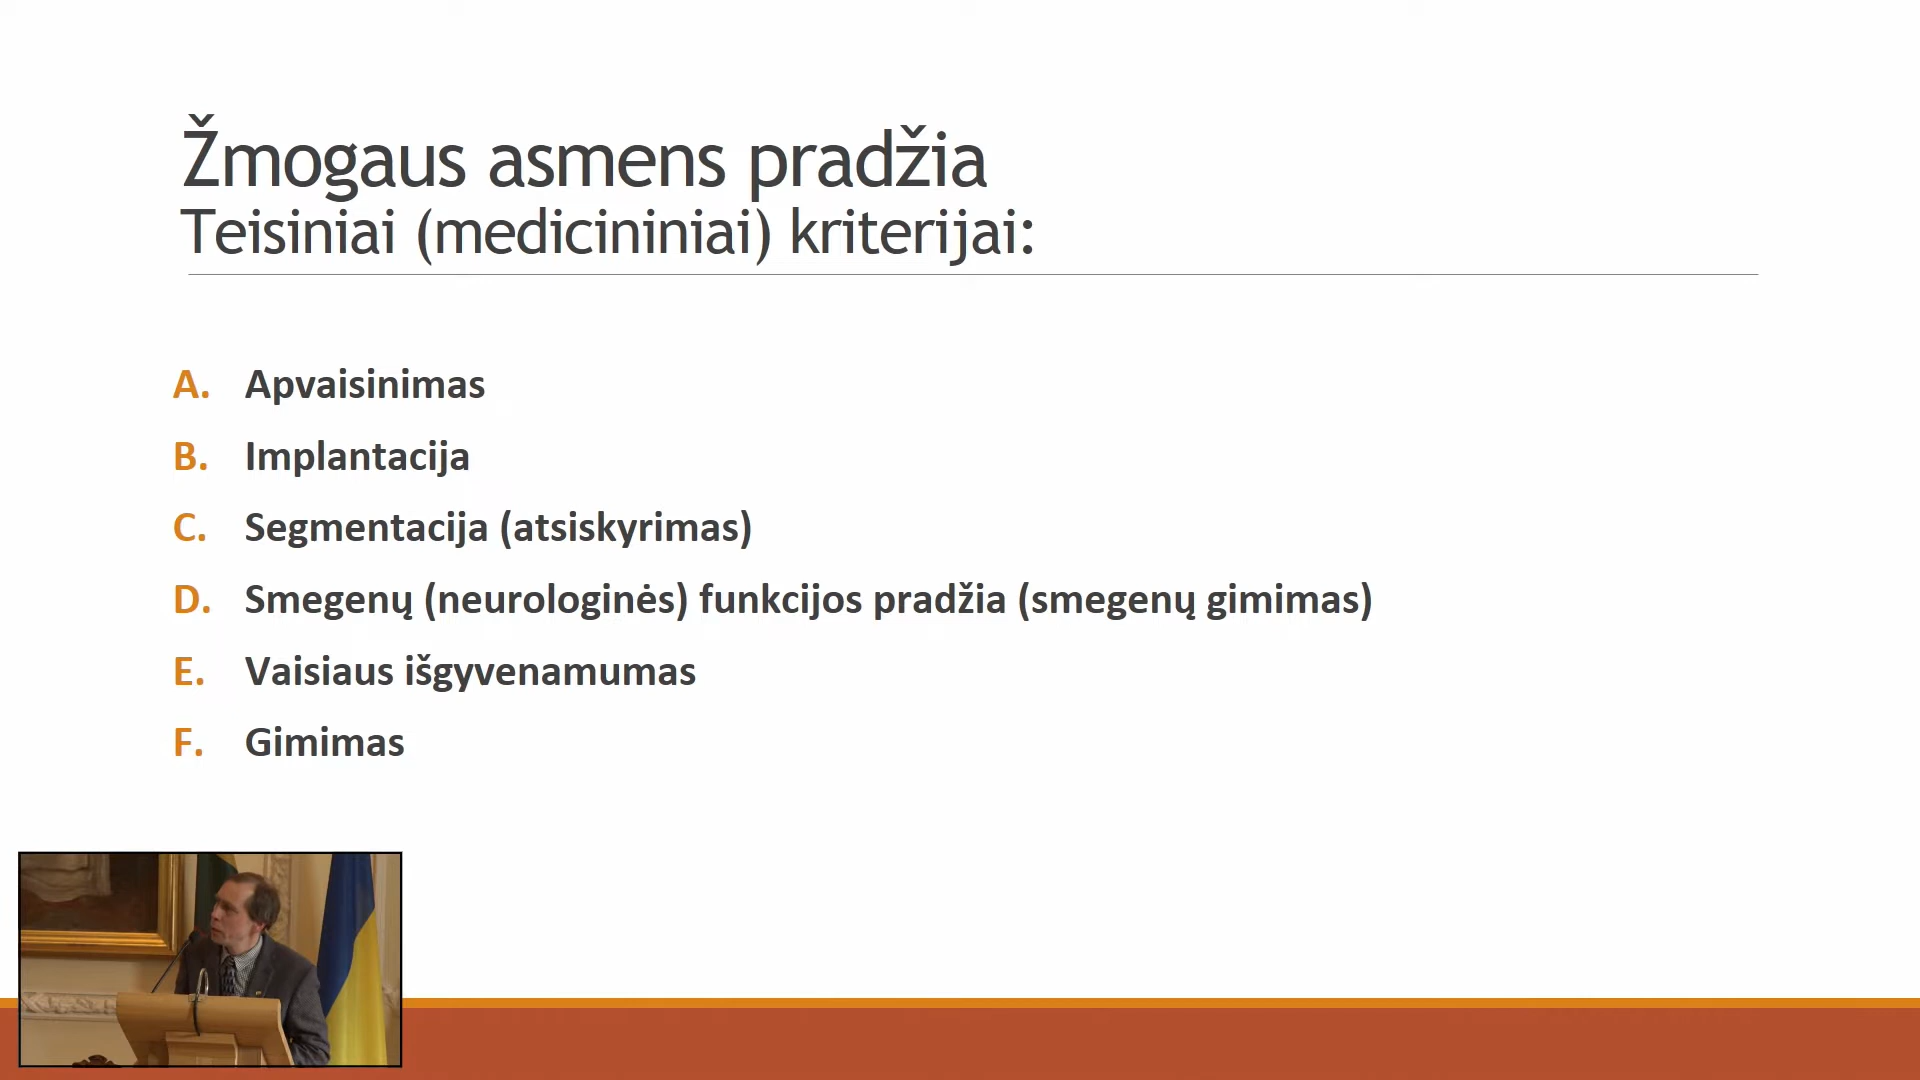 Žmogaus asmens pradžia
Teisiniai (medicininiai) kriterijai:
A. Apvaisinimas
B. Implantacija
C. Segmentacija (atsiskyrimas)
D. Smegenų (neurologinės) funkcijos pradžia (smegenų gimimas)
E. Vaisiaus išgyvenamumas
F. Gimimas